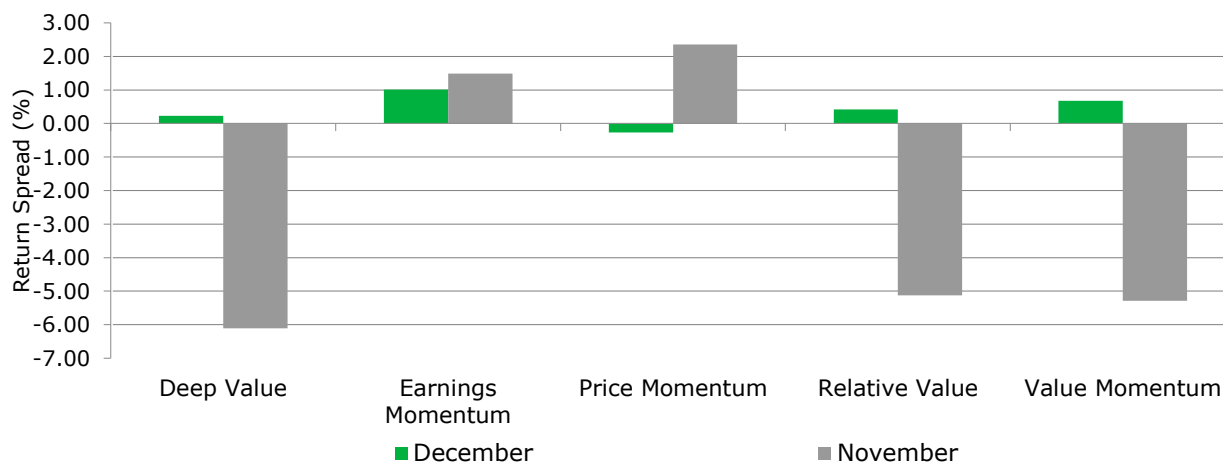 3.00
2.00
1.00
0.00
-1.00
-2.00
-3.00
-4.00
-5.00
-6.00
-7.00
Return Spread (%)
Deep Value
Earnings
Momentum
Price Momentum
Relative Value
Value Momentum
December
November